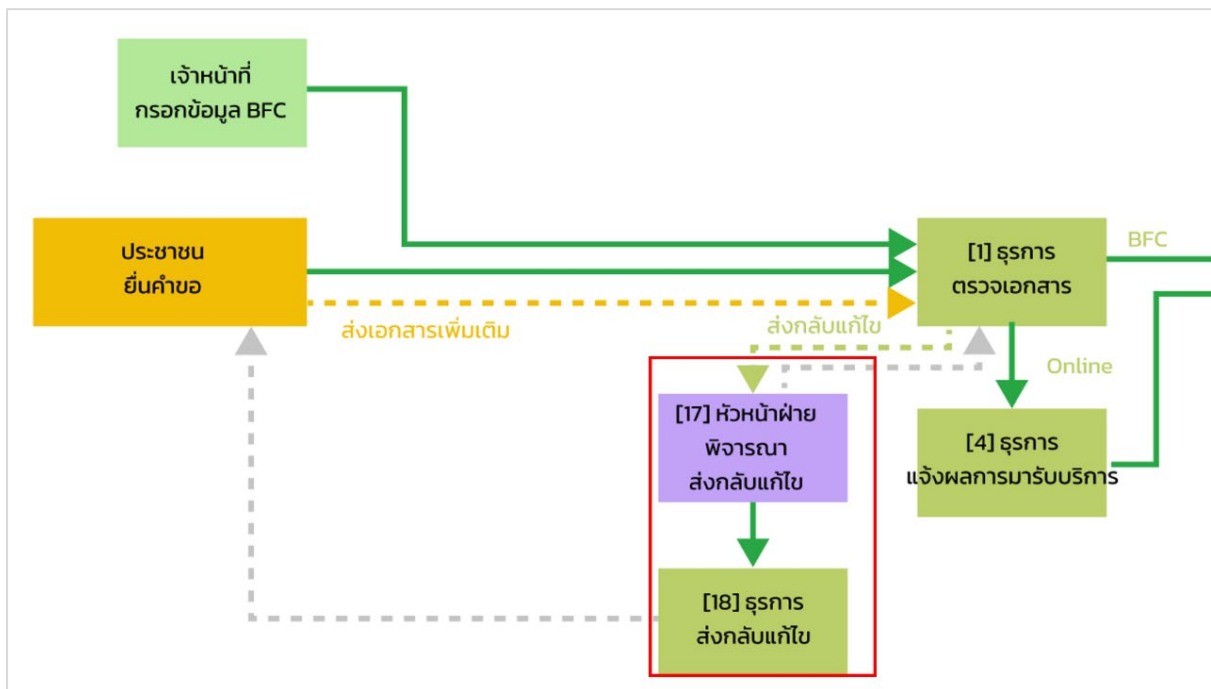 เจ้าหน้าที่
กรอกข้อมูล BFC
ประชาชน
ยื่นคำขอ
[1] ธุรการ
ตรวจเอกสาร
BFC
ส่งเอกสารเพิ่มเติม
ส่งกลับแก้ไข
Online
[17] หัวหน้าฝ่าย
พิจารณา
ส่งกลับแก้ไข
[4] ธุรการ
แจ้งผลการมารับบริการ
[18] ธุรการ
ส่งกลับแก้ไข